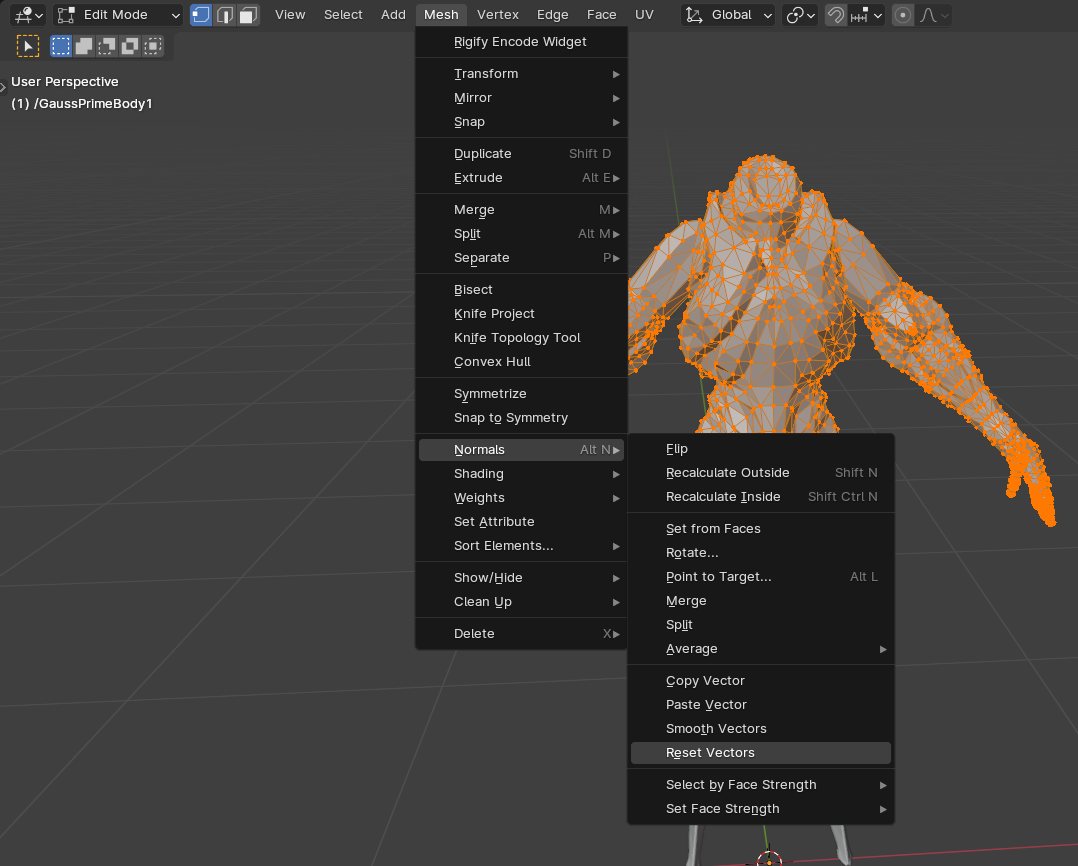 Edit Mode View Select Add Mesh Vertex Edge Face UV Global
User Perspective
(1) /GaussPrimeBody1
Rigify Encode Widget
Transform
Mirror
Snap
Duplicate Shift D
Extrude Alt E
Merge M
Split Alt M
Separate P
Bisect
Knife Project
Knife Topology Tool
Convex Hull
Symmetrize
Snap to Symmetry
Normals Alt N
Shading
Weights
Set Attribute
Sort Elements...
Show/Hide
Clean Up
Delete X
Flip
Recalculate Outside Shift N
Recalculate Inside Shift Ctrl N
Set from Faces
Rotate...
Point to Target... Alt L
Merge
Split
Average
Copy Vector
Paste Vector
Smooth Vectors
Reset Vectors
Select by Face Strength
Set Face Strength